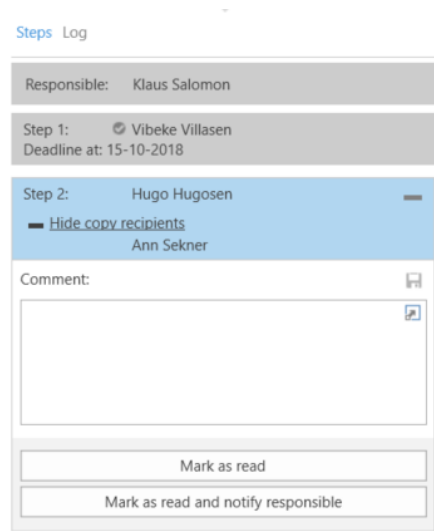 Steps Log
Responsible: Klaus Salomon
Step 1: Vibeke Villasen
Deadline at: 15-10-2018
Step 2: Hugo Hugosen
Hide copy recipients
Ann Sekner
Comment:
Mark as read
Mark as read and notify responsible